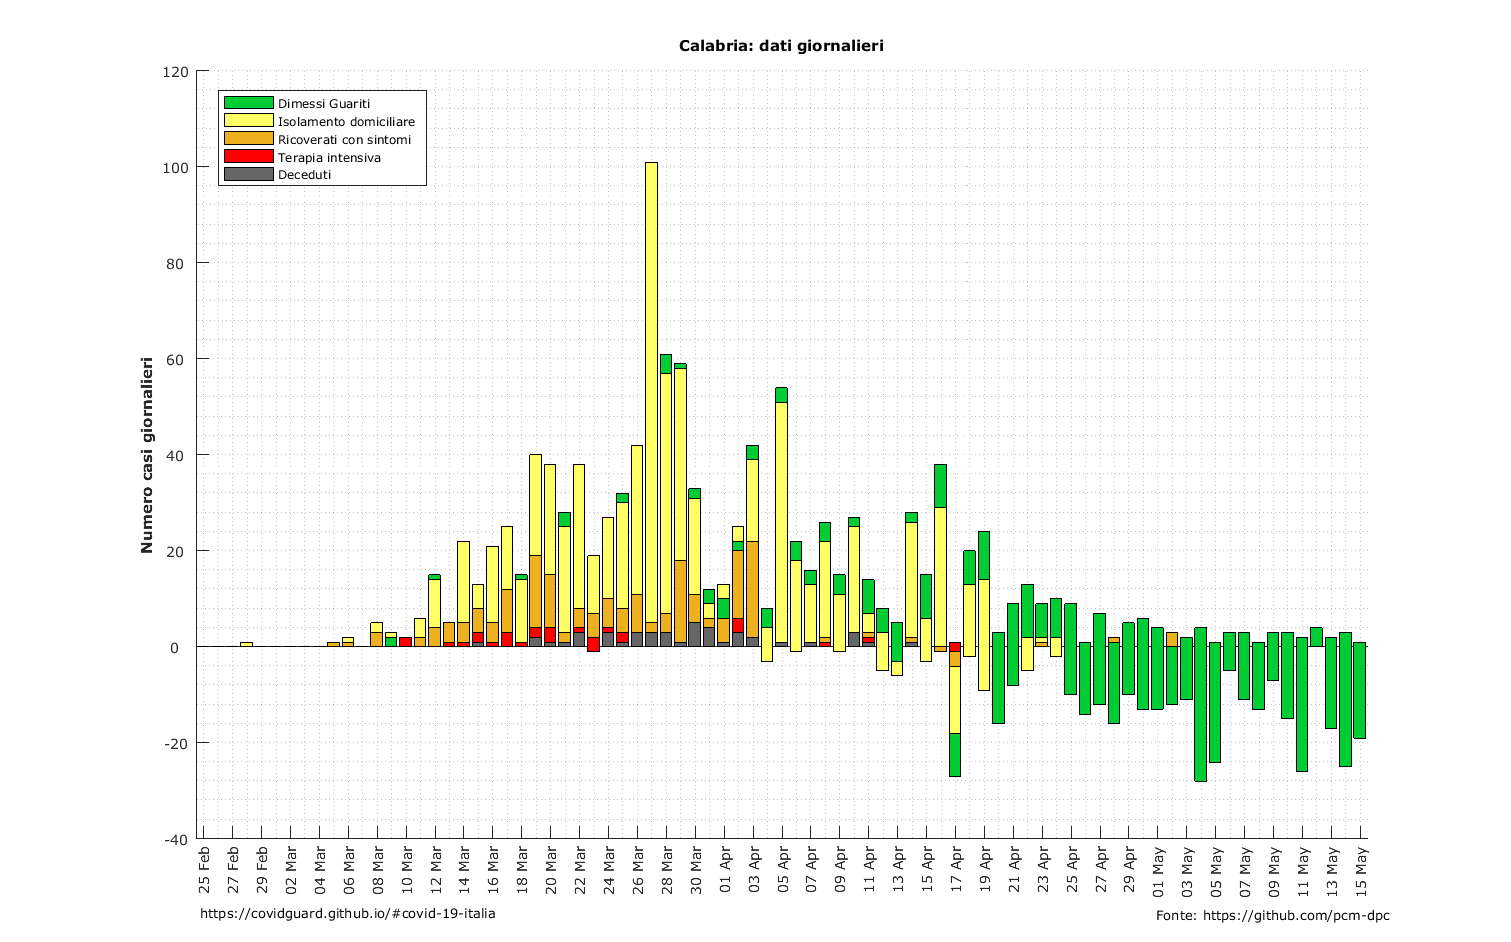 Calabria: dati giornalieri
120
100
80
60
40
20
0
-20
-40
Numero casi giornalieri
Dimessi Guariti
Isolamento domiciliare
Ricoverati con sintomi
Terapia intensiva
Deceduti
25 Feb
27 Feb
29 Feb
02 Mar
04 Mar
06 Mar
08 Mar
10 Mar
12 Mar
14 Mar
16 Mar
18 Mar
20 Mar
22 Mar
24 Mar
26 Mar
28 Mar
30 Mar
01 Apr
03 Apr
05 Apr
07 Apr
09 Apr
11 Apr
13 Apr
15 Apr
17 Apr
19 Apr
21 Apr
23 Apr
25 Apr
27 Apr
29 Apr
01 May
03 May
05 May
07 May
09 May
11 May
13 May
15 May
https://covidguard.github.io/#covid-19-italia
Fonte: https://github.com/pcm-dpc